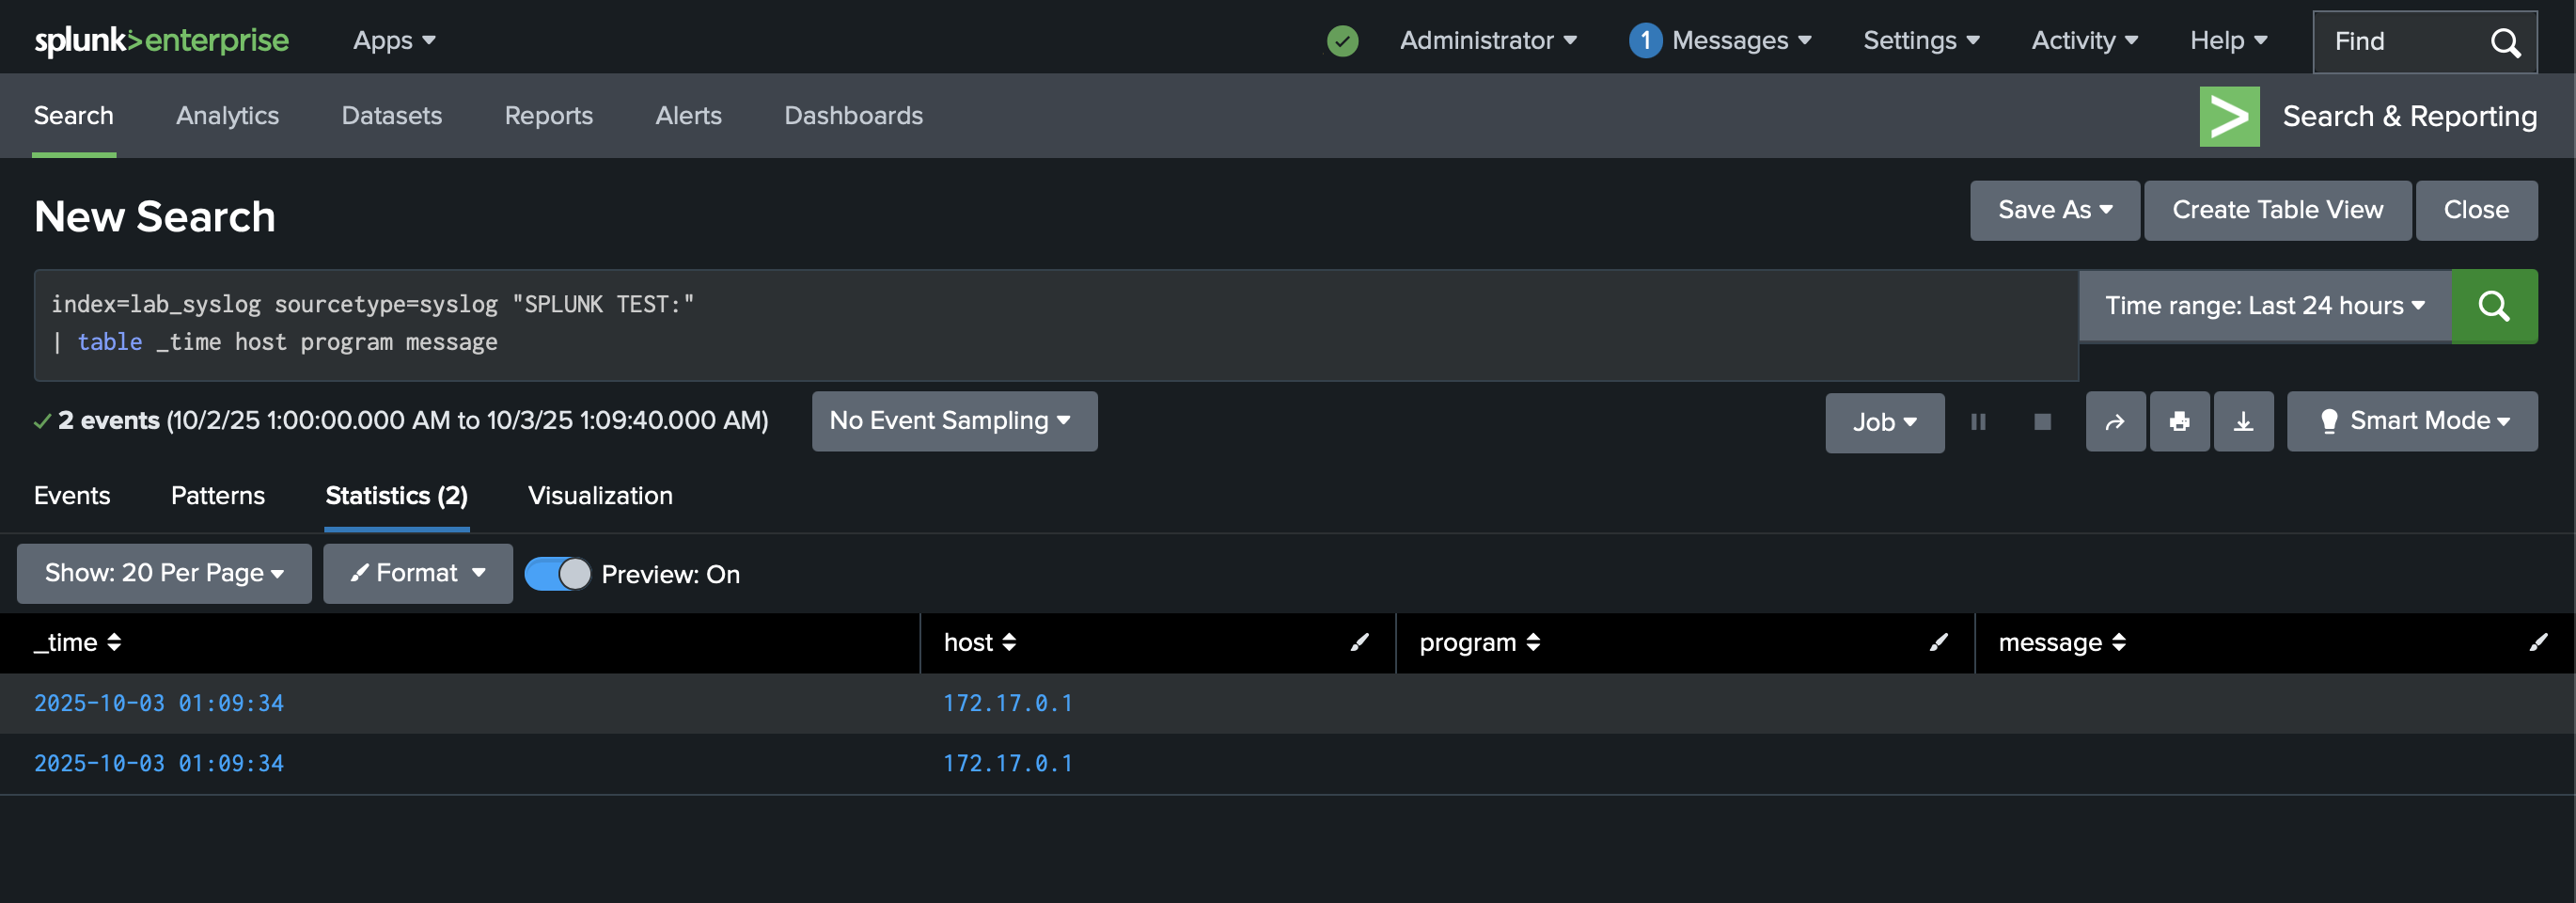 splunk>enterprise Apps Administrator 1 Messages Settings Activity Help Find
Search Analytics Datasets Reports Alerts Dashboards Search & Reporting
New Search Save As Create Table View Close
index=lab_syslog sourcetype=syslog "SPLUNK TEST:"
| table _time host program message
Time range: Last 24 hours
2 events (10/2/25 1:00:00.000 AM to 10/3/25 1:09:40.000 AM) No Event Sampling Job Smart Mode
Events Patterns Statistics (2) Visualization
Show: 20 Per Page Format Preview: On
_time host program message
2025-10-03 01:09:34 172.17.0.1
2025-10-03 01:09:34 172.17.0.1